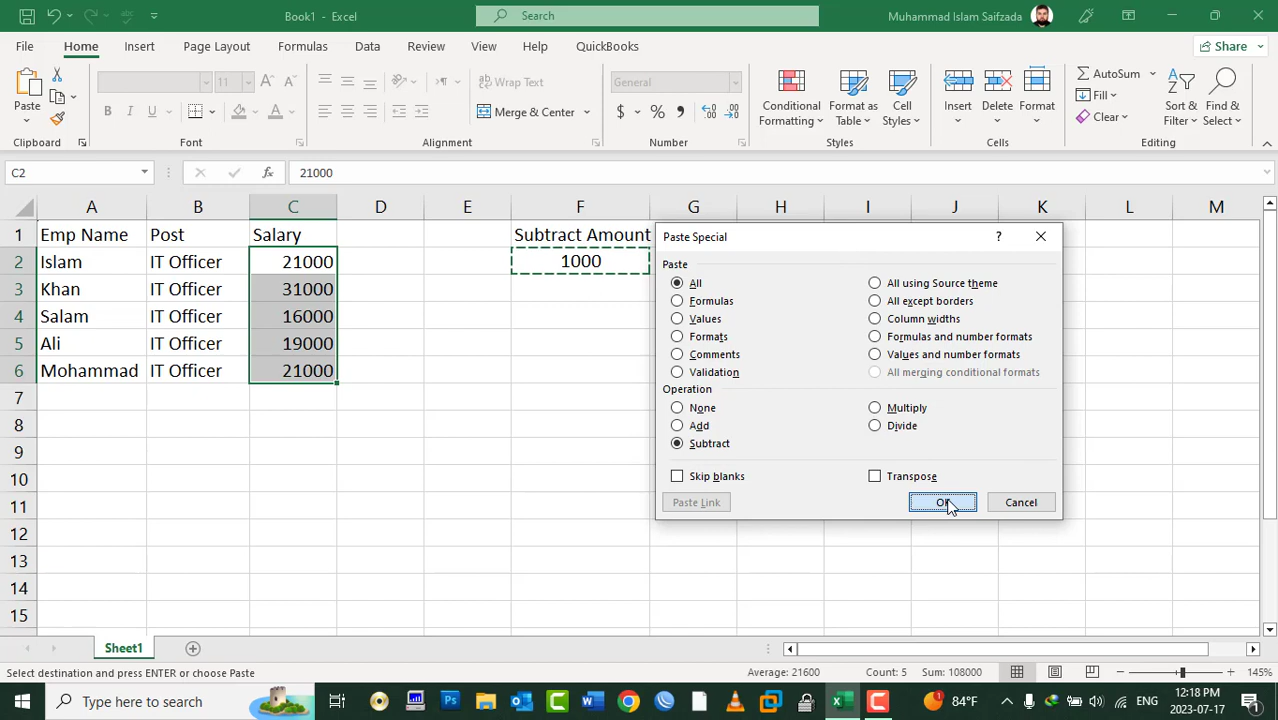 Book1 - Excel
Search
Muhammad Islam Saifzada
File Home Insert Page Layout Formulas Data Review View Help QuickBooks
Share
Paste
11
B I U
A A
Wrap Text
Merge & Center
General
$ % 
Conditional Formatting
Format as Table
Cell Styles
Insert
Delete
Format
AutoSum
Fill
Clear
Sort & Filter
Find & Select
Clipboard Font Alignment Number Styles Cells Editing
C2 fx 21000
A B C D E F G H I J K L M
1 Emp Name Post Salary Subtract Amount
2 Islam IT Officer 21000 1000
3 Khan IT Officer 31000
4 Salam IT Officer 16000
5 Ali IT Officer 19000
6 Mohammad IT Officer 21000
7
8
9
10
11
12
13
14
15
Paste Special ?
Paste
All All using Source theme
Formulas All except borders
Values Column widths
Formats Formulas and number formats
Comments Values and number formats
Validation All merging conditional formats
Operation
None Multiply
Add Divide
Subtract
Skip blanks Transpose
Paste Link OK Cancel
Sheet1
Select destination and press ENTER or choose Paste Average: 21600 Count: 5 Sum: 108000 145%
Type here to search
84°F
ENG
12:18 PM
2023-07-17
1